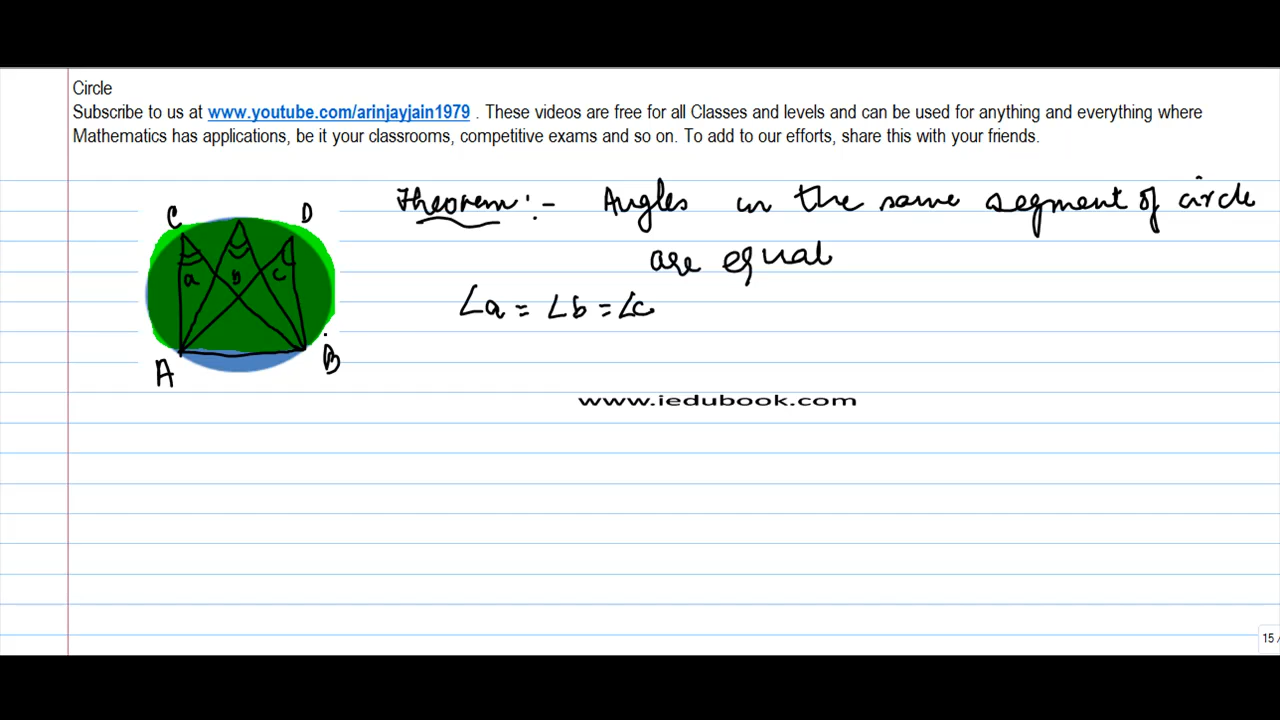 Circle
Subscribe to us at www.youtube.com/arinjayjain1979 . These videos are free for all Classes and levels and can be used for anything and everything where
Mathematics has applications, be it your classrooms, competitive exams and so on. To add to our efforts, share this with your friends.
Theorem :- Angles in the same segment of circle
are equal
∠a = ∠b = ∠c
C D
a b c
A B
www.iedubook.com
15 /